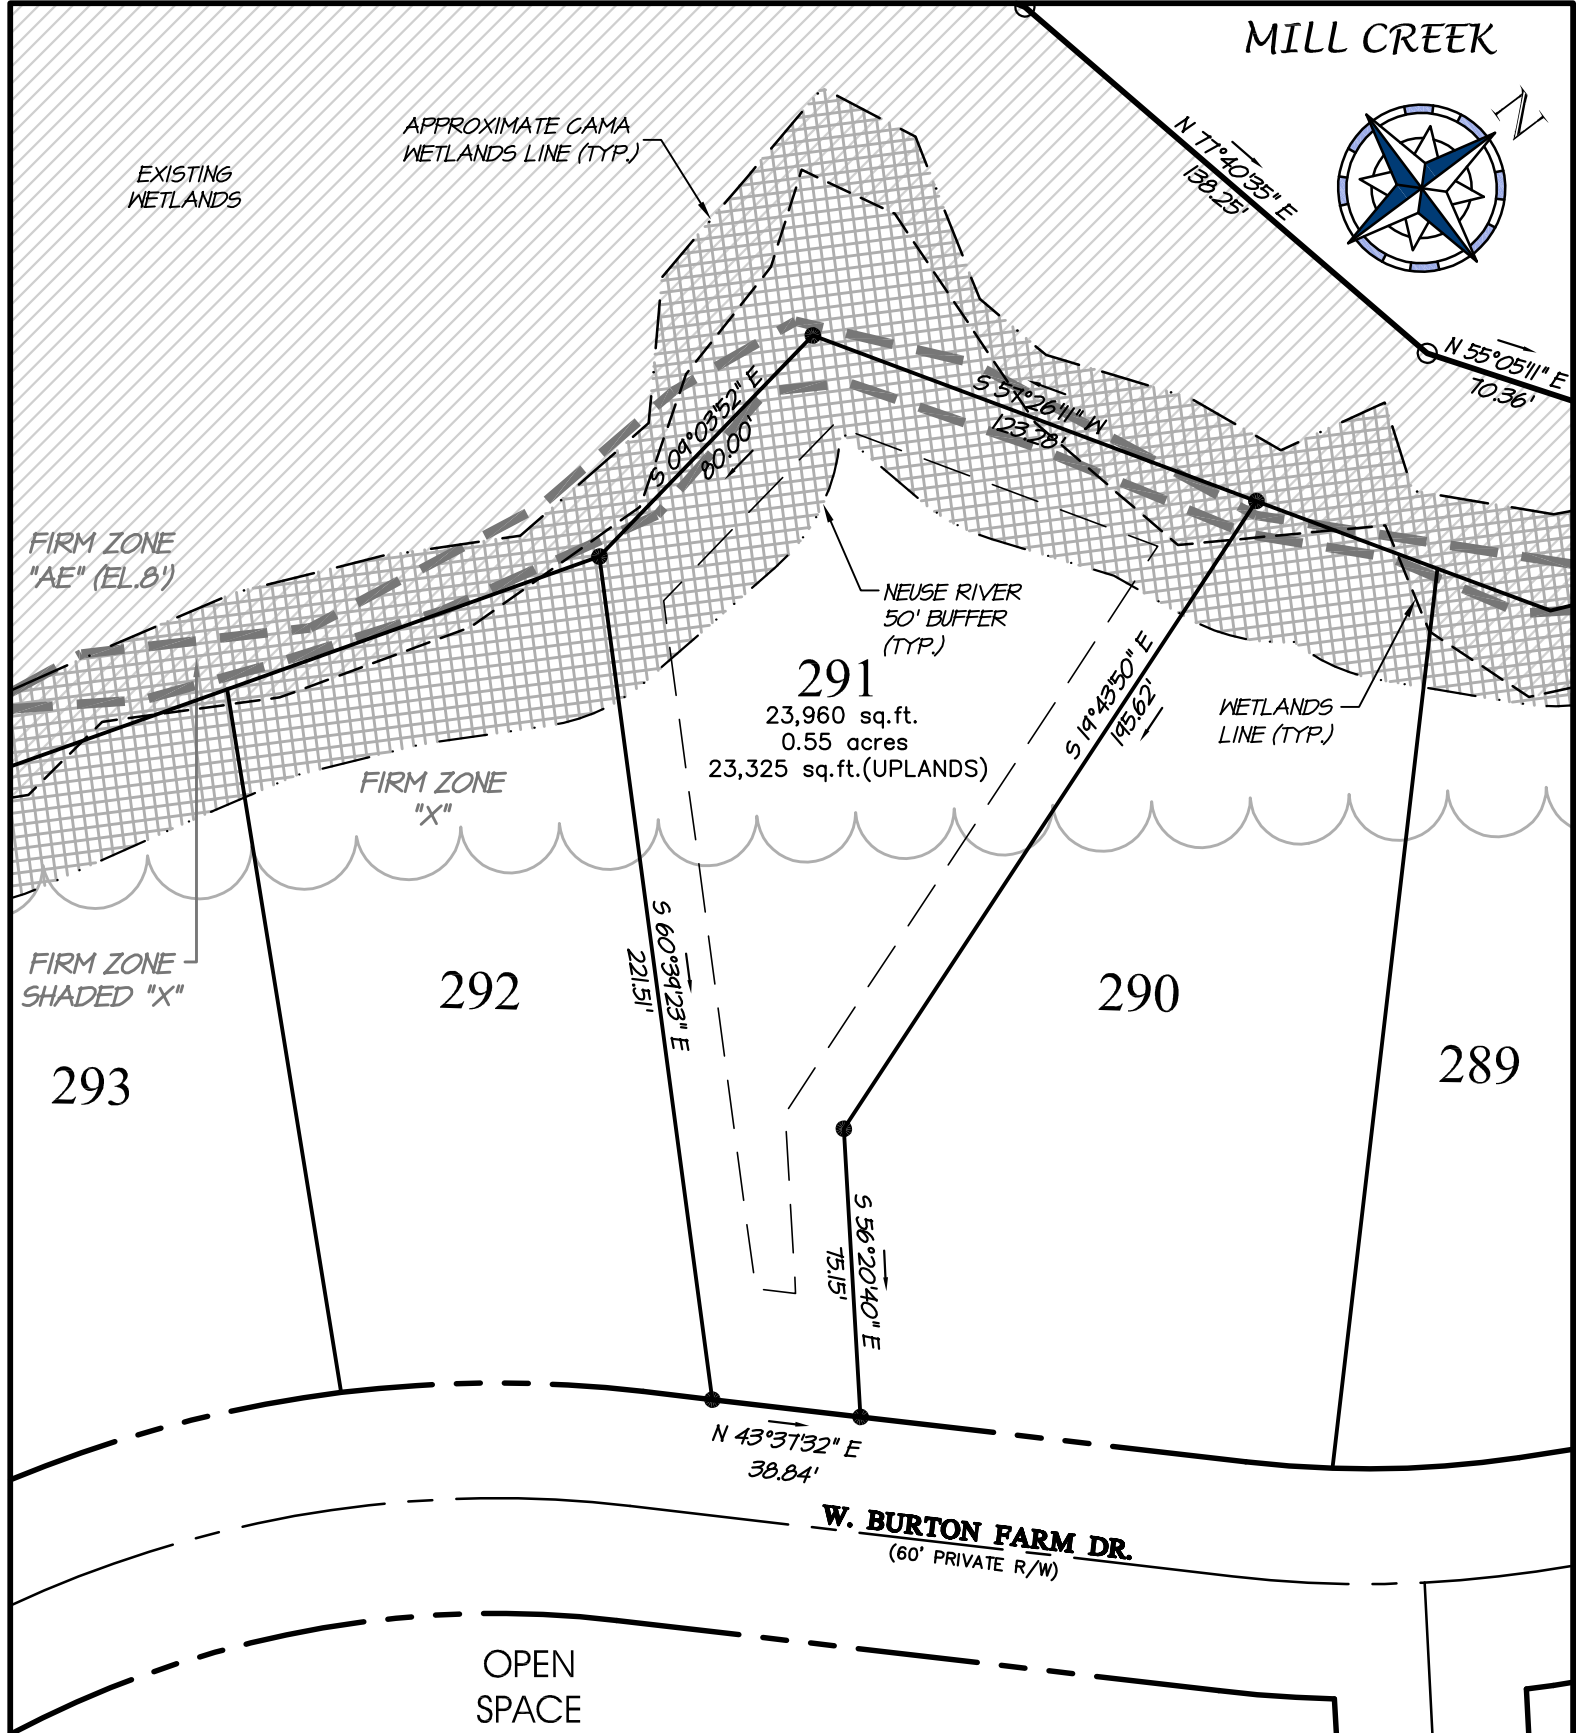 MILL CREEK
N
N 77°40'35" E
138.25'
APPROXIMATE CAMA
WETLANDS LINE (TYP.)
EXISTING
WETLANDS
N 55°05'11" E
70.36'
S 57°26'11" W
123.28'
S 09°03'52" E
80.00'
FIRM ZONE
"AE" (EL.8')
NEUSE RIVER
50' BUFFER
(TYP.)
291
23,960 sq.ft.
0.55 acres
23,325 sq.ft.(UPLANDS)
S 19°43'50" E
195.62'
WETLANDS
LINE (TYP.)
FIRM ZONE
"X"
FIRM ZONE
SHADED "X"
S 60°39'23" E
221.51'
292
290
293
289
S 56°20'40" E
75.15'
N 43°37'32" E
38.84'
W. BURTON FARM DR.
(60' PRIVATE R/W)
OPEN
SPACE